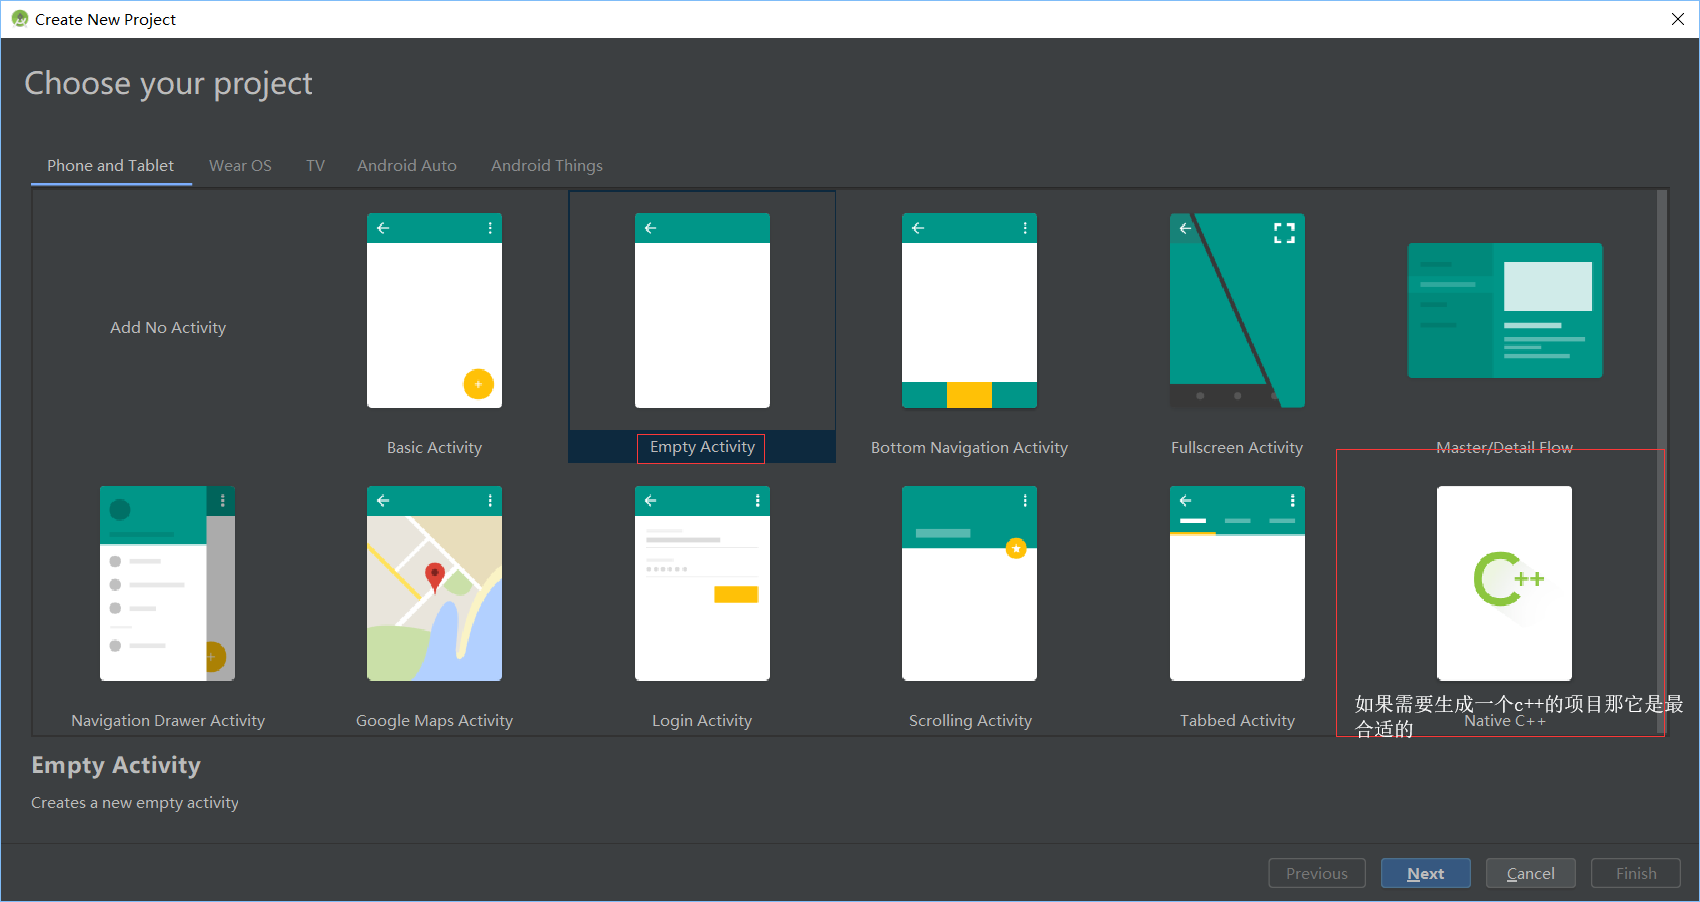 Create New Project
Choose your project
Phone and Tablet Wear OS TV Android Auto Android Things
Add No Activity
Basic Activity
Empty Activity
Bottom Navigation Activity
Fullscreen Activity
Master/Detail Flow
C++
Navigation Drawer Activity
Google Maps Activity
Login Activity
Scrolling Activity
Tabbed Activity
如果需要生成一个c++的项目那它是最
Native C++
合适的
Empty Activity
Creates a new empty activity
Previous Next Cancel Finish